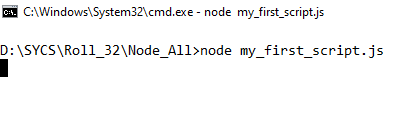 C:\Windows\System32\cmd.exe - node my_first_script.js
D:\SYCS\Roll_32\Node_All>node my_first_script.js